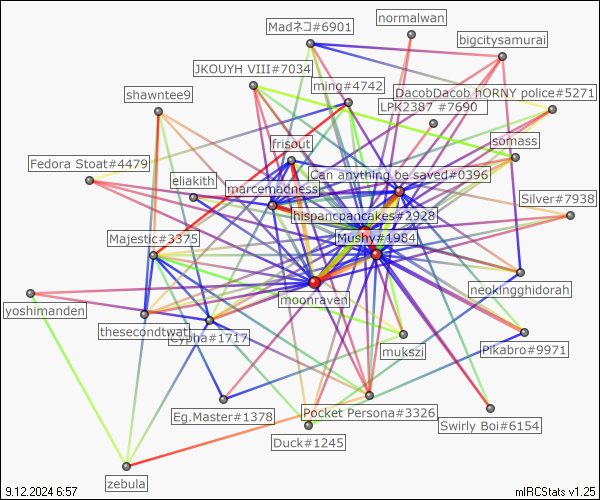 normalwan
Madネコ#6901
bigcitysamurai
JKOUYH VIII#7034
ming#4742
shawntee9
DacobDacob hORNY police#5271
LPK2387 #7690
frisout
somass
Fedora Stoat#4479
Can anything be saved#0396
eliakith
marcemadness
Silver#7938
hispancpancakes#2928
Majestic#3375
Mushy#1984
neokingghidorah
moonraven
yoshimanden
thesecondtwat
Cypha#1717
mukszi
Pikabro#9971
Eg.Master#1378
Pocket Persona#3326
Swirly Boi#6154
Duck#1245
zebula
9.12.2024 6:57
mIRCStats v1.25